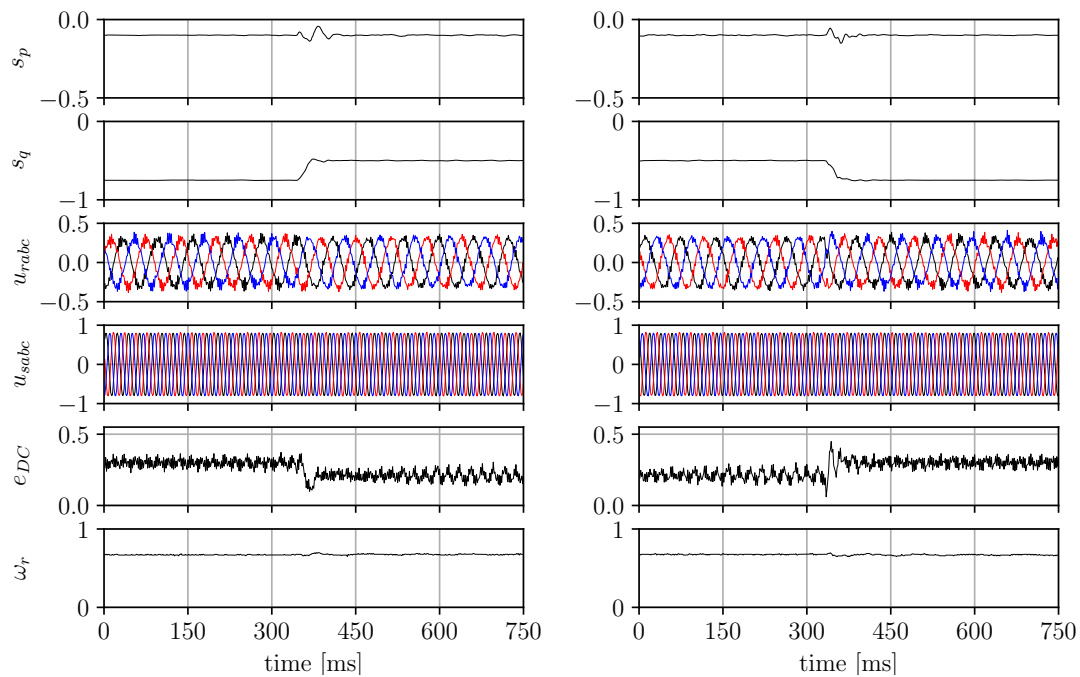 0.0 0.0
s_p
−0.5 −0.5
0 0
s_q
−1 −1
0.5 0.5
u_rabc 0.0 0.0
−0.5 −0.5
1 1
u_sabc 0 0
−1 −1
0.5 0.5
e_DC
0.0 0.0
1 1
ω_r
0 0
0 150 300 450 600 750 0 150 300 450 600 750
time [ms] time [ms]